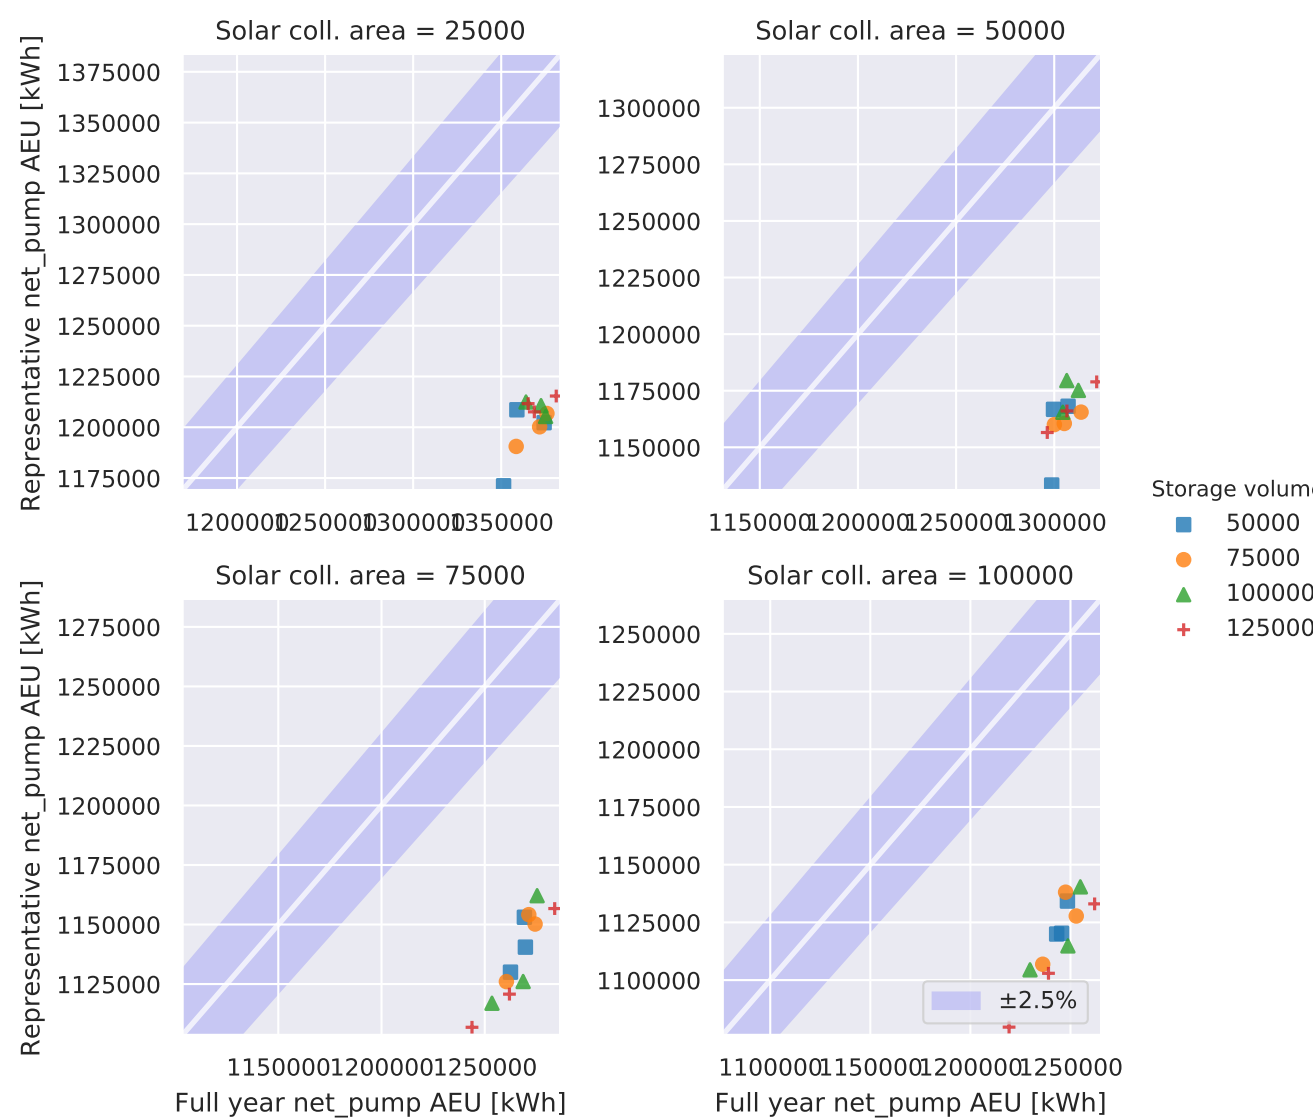 Solar coll. area = 25000
Solar coll. area = 50000
Representative net_pump AEU [kWh]
1375000
1350000
1325000
1300000
1275000
1250000
1225000
1200000
1175000
1200000 1250000 1300000 1350000
1300000
1275000
1250000
1225000
1200000
1175000
1150000
1150000 1200000 1250000 1300000
Storage volume
50000
75000
100000
125000
Solar coll. area = 75000
Solar coll. area = 100000
Representative net_pump AEU [kWh]
1275000
1250000
1225000
1200000
1175000
1150000
1125000
1150000 1200000 1250000
Full year net_pump AEU [kWh]
1250000
1225000
1200000
1175000
1150000
1125000
1100000
±2.5%
1100000 1150000 1200000 1250000
Full year net_pump AEU [kWh]